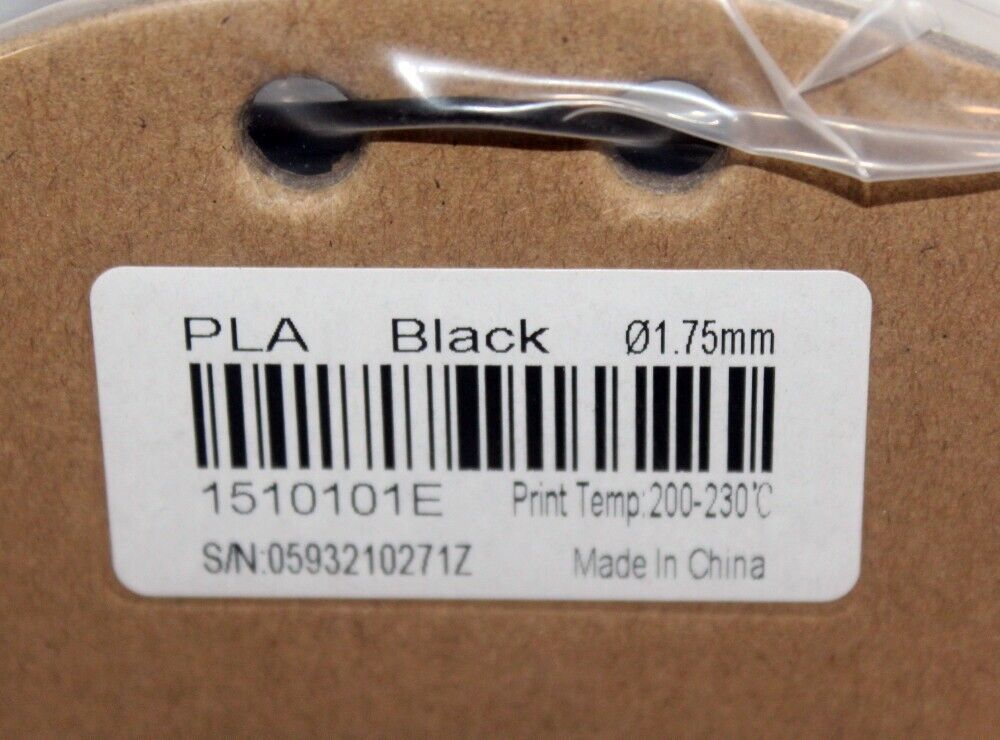 PLA Black Ø1.75mm
1510101E Print Temp:200-230℃
S/N:0593210271Z Made In China